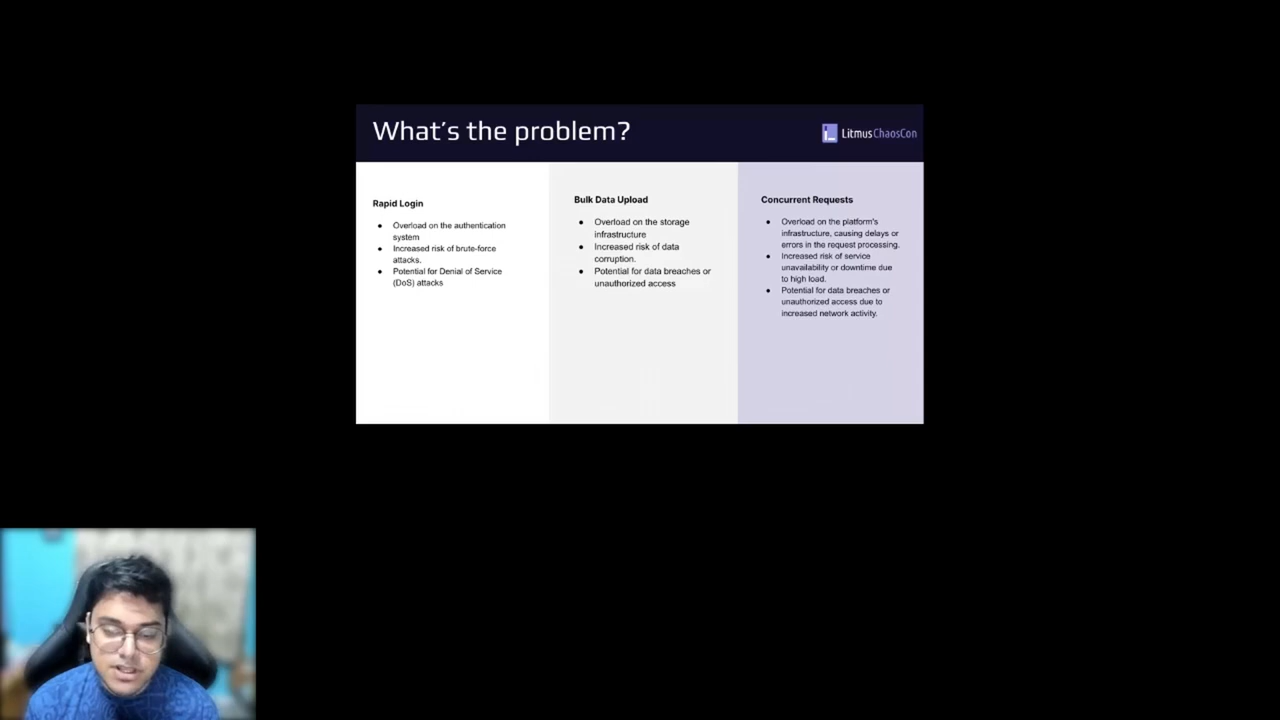 What's the problem?
LitmusChaosCon
Rapid Login
● Overload on the authentication
system
● Increased risk of brute-force
attacks.
● Potential for Denial of Service
(DoS) attacks
Bulk Data Upload
● Overload on the storage
infrastructure
● Increased risk of data
corruption.
● Potential for data breaches or
unauthorized access
Concurrent Requests
● Overload on the platform's
infrastructure, causing delays or
errors in the request processing.
● Increased risk of service
unavailability or downtime due
to high load.
● Potential for data breaches or
unauthorized access due to
increased network activity.